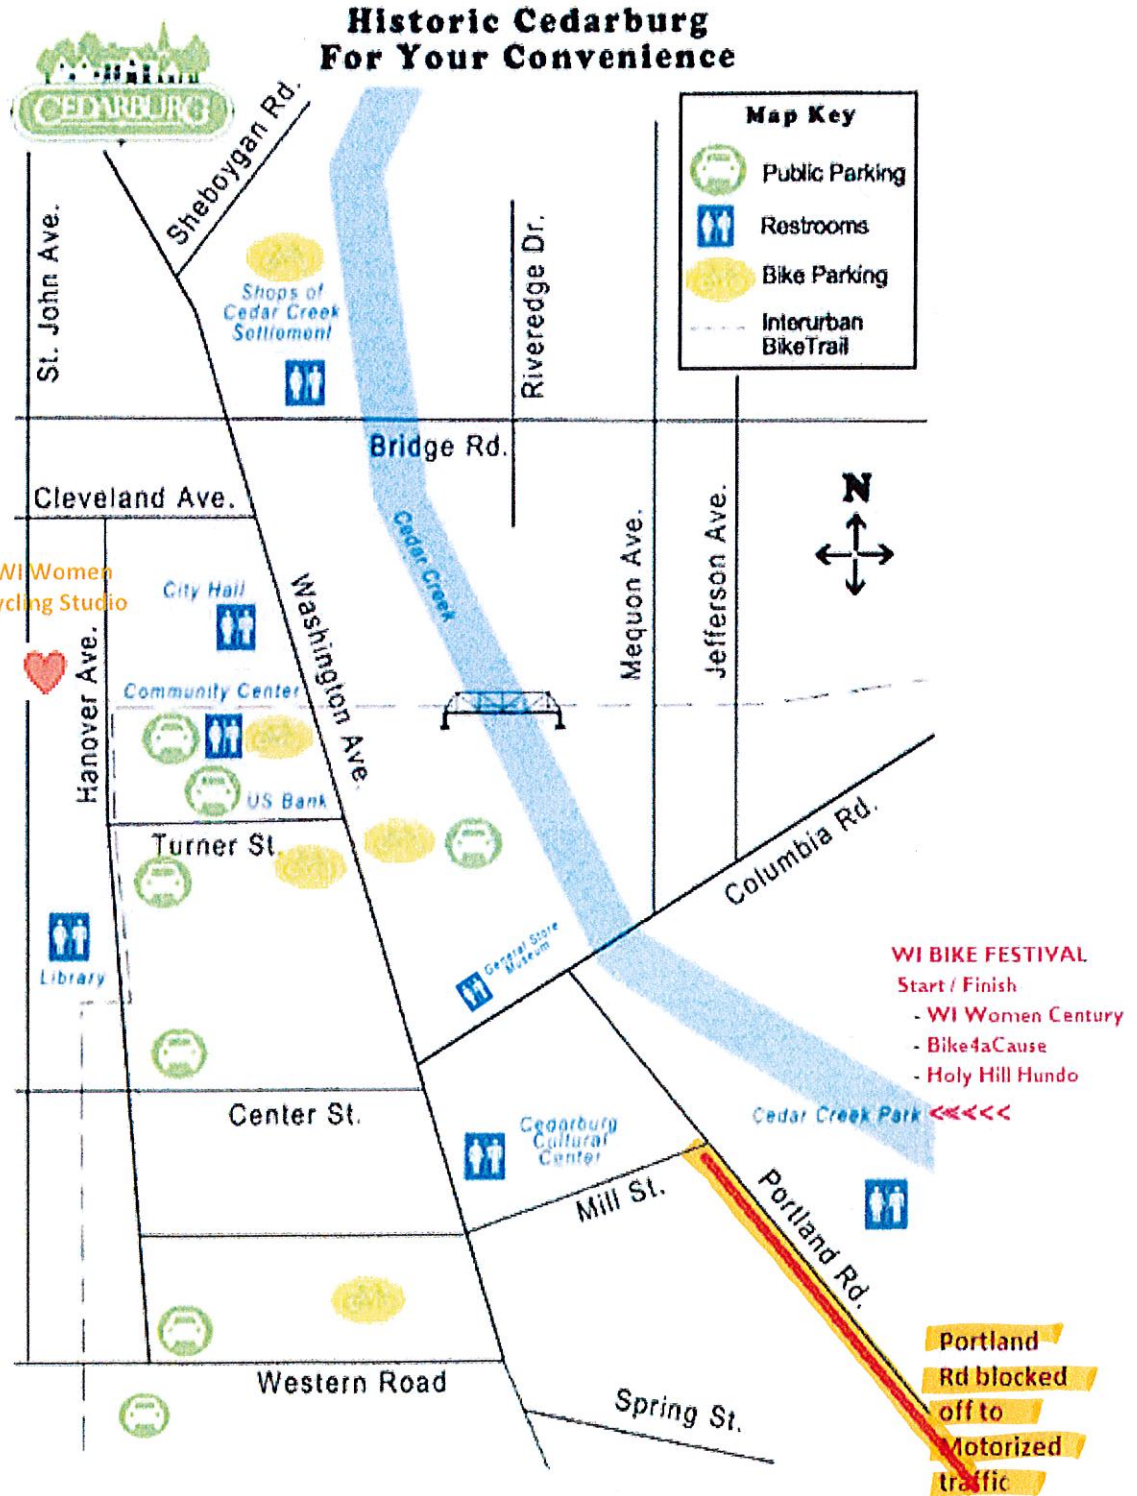 Historic Cedarburg
For Your Convenience
CEDARBURG
Sheboygan Rd.
Map Key
Public Parking
Restrooms
Bike Parking
Interurban
BikeTrail
St. John Ave.
Shops of
Cedar Creek
Settlement
Riveredge Dr.
Bridge Rd.
Cleveland Ave.
N
Cedar Creek
Mequon Ave.
Jefferson Ave.
WI Women
ycling Studio
City Hall
Washington Ave.
Hanover Ave.
Community Center
US Bank
Turner St.
Columbia Rd.
General Store
Museum
Library
WI BIKE FESTIVAL
Start / Finish
- WI Women Century
- Bike4aCause
- Holy Hill Hundo
Cedar Creek Park <<<<<
Center St.
Cedarburg
Cultural
Center
Mill St.
Portland Rd.
Portland
Rd blocked
off to
Motorized
traffic
Western Road
Spring St.